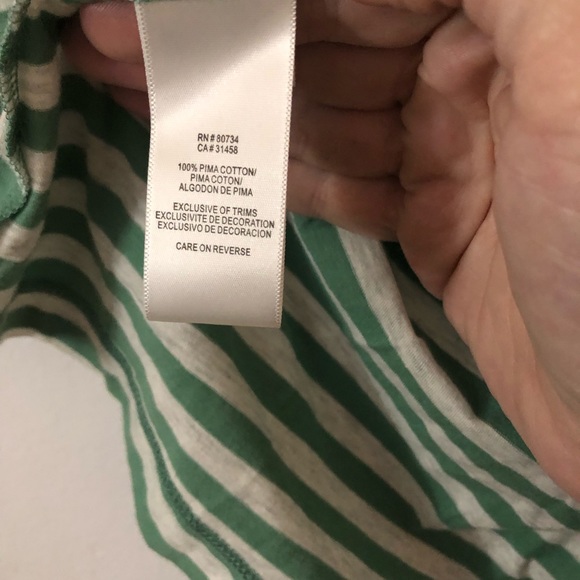 RN # 80734
CA # 31458
100% PIMA COTTON/
PIMA COTON/
ALGODON DE PIMA
EXCLUSIVE OF TRIMS
EXCLUSIVITE DE DECORATION
EXCLUSIVO DE DECORACION
CARE ON REVERSE